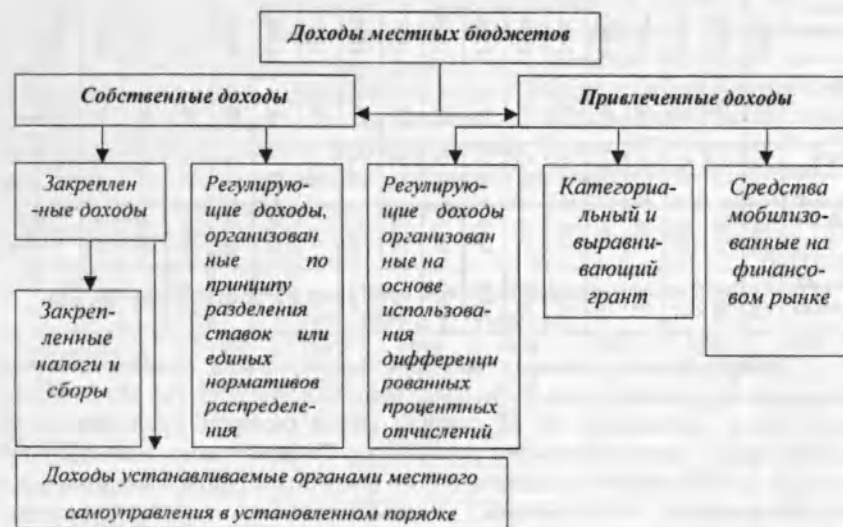 Доходы местных бюджетов
Собственные доходы
Привлеченные доходы
Закреплен
-ные доходы
Регулирую-
щие доходы,
организован
ные по
принципу
разделения
ставок или
единых
нормативов
распределе-
ния
Регулирую-
щие доходы
организован
ные на
основе
использова-
ния
дифференци
рованных
процентных
отчислений
Категориа-
льный и
выравни-
вающий
грант
Средства
мобилизо-
ванные на
финансо-
вом рынке
Закреп-
ленные
налоги и
сборы
Доходы устанавливаемые органами местного
самоуправления в установленном порядке